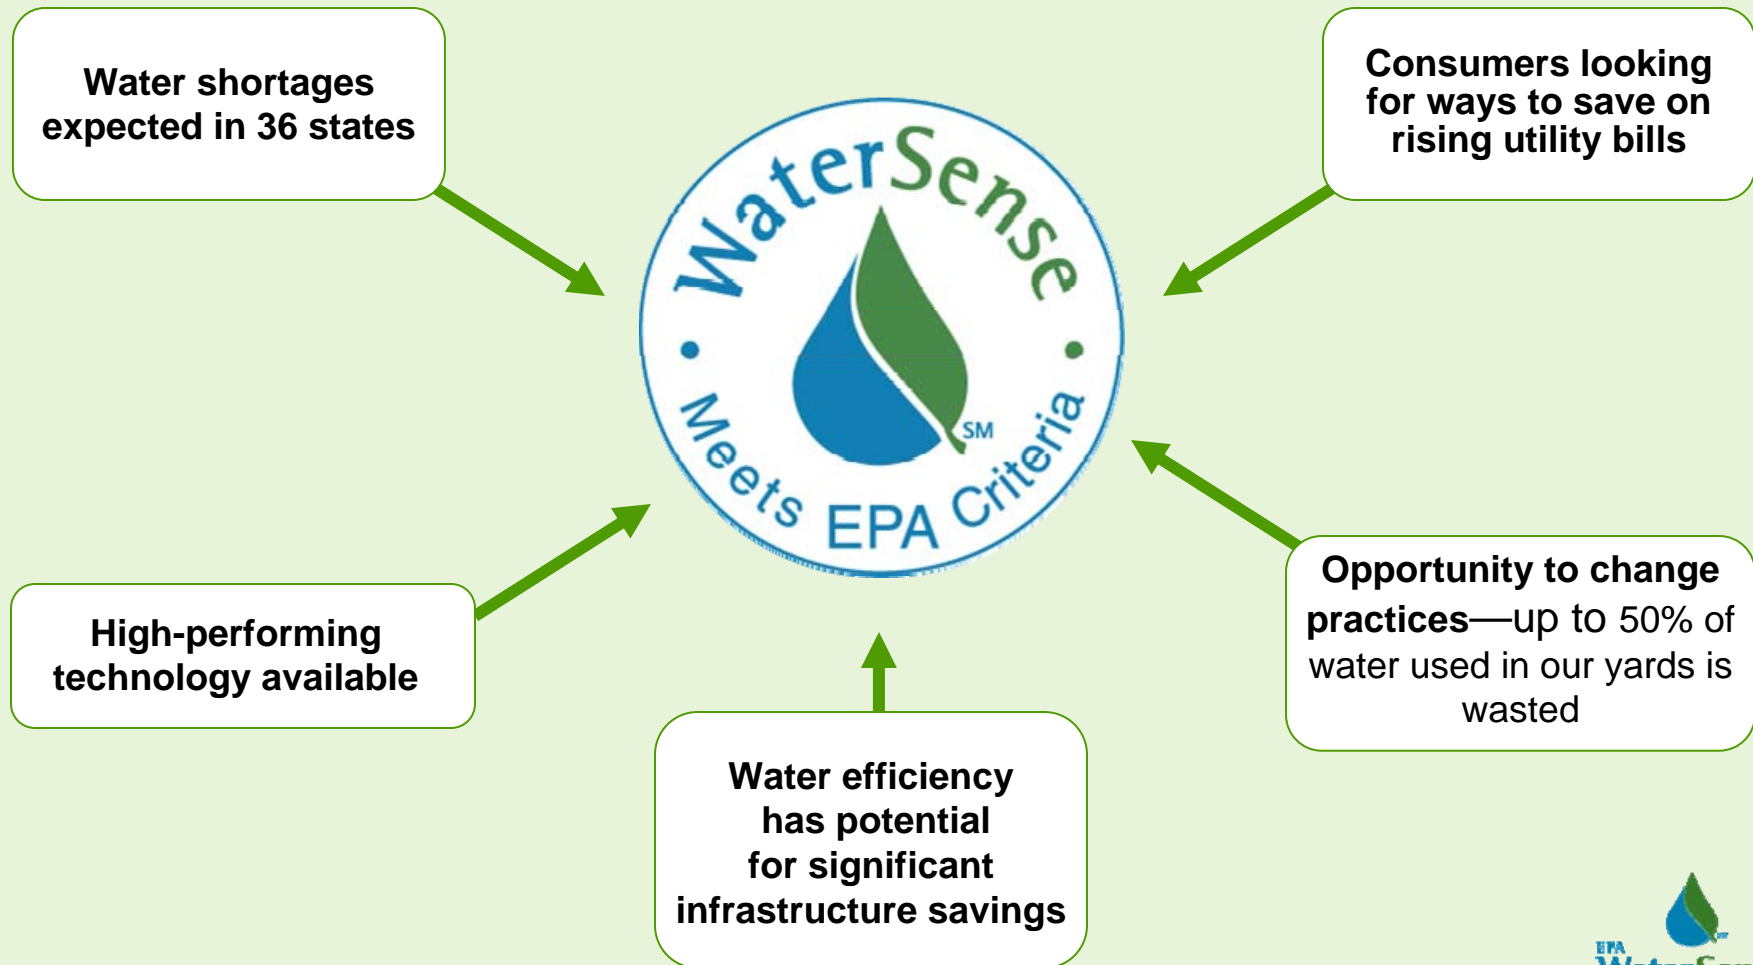 Water shortages
expected in 36 states
Consumers looking
for ways to save on
rising utility bills
WaterSense
SM
Meets EPA Criteria
High-performing
technology available
Opportunity to change
practices—up to 50% of
water used in our yards is
wasted
Water efficiency
has potential
for significant
infrastructure savings
EPA